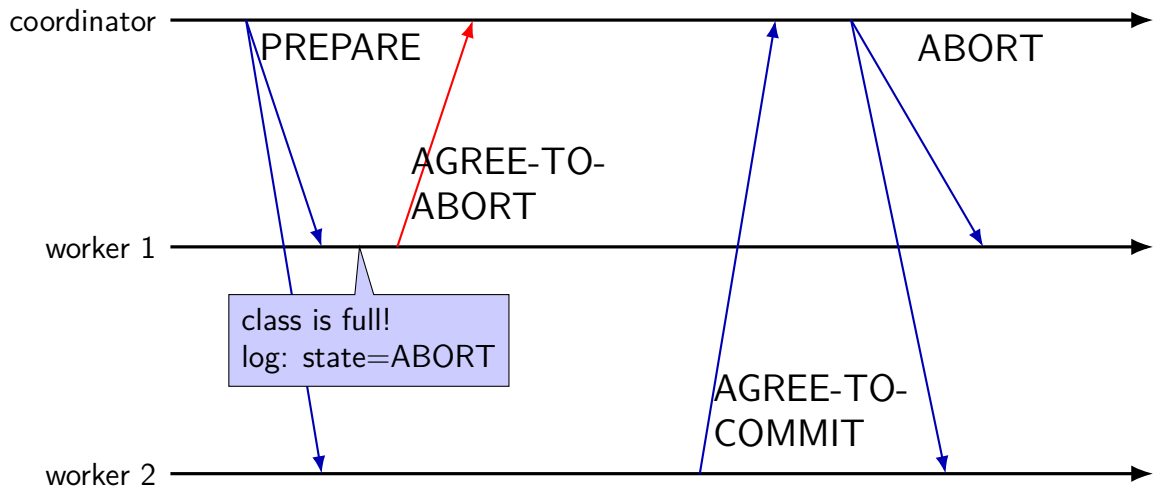 coordinator
PREPARE
ABORT
AGREE-TO-
ABORT
worker 1
class is full!
log: state=ABORT
AGREE-TO-
COMMIT
worker 2